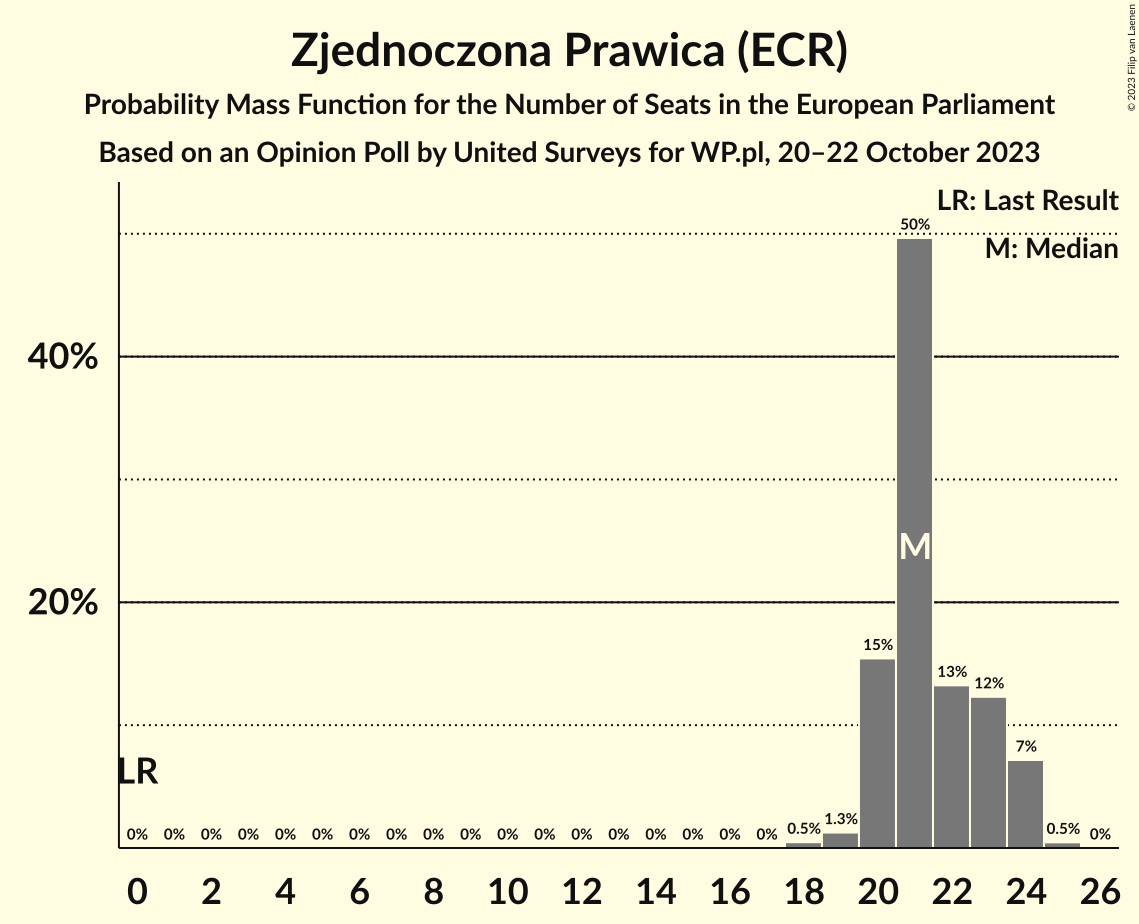 Zjednoczona Prawica (ECR)
Probability Mass Function for the Number of Seats in the European Parliament
Based on an Opinion Poll by United Surveys for WP.pl, 20–22 October 2023
© 2023 Filip van Laenen
LR: Last Result
M: Median
50%
40%
M
20%
15%
13%
12%
7%
LR
0% 0% 0% 0% 0% 0% 0% 0% 0% 0% 0% 0% 0% 0% 0% 0% 0% 0% 0.5% 1.3% 0.5% 0%
0 2 4 6 8 10 12 14 16 18 20 22 24 26